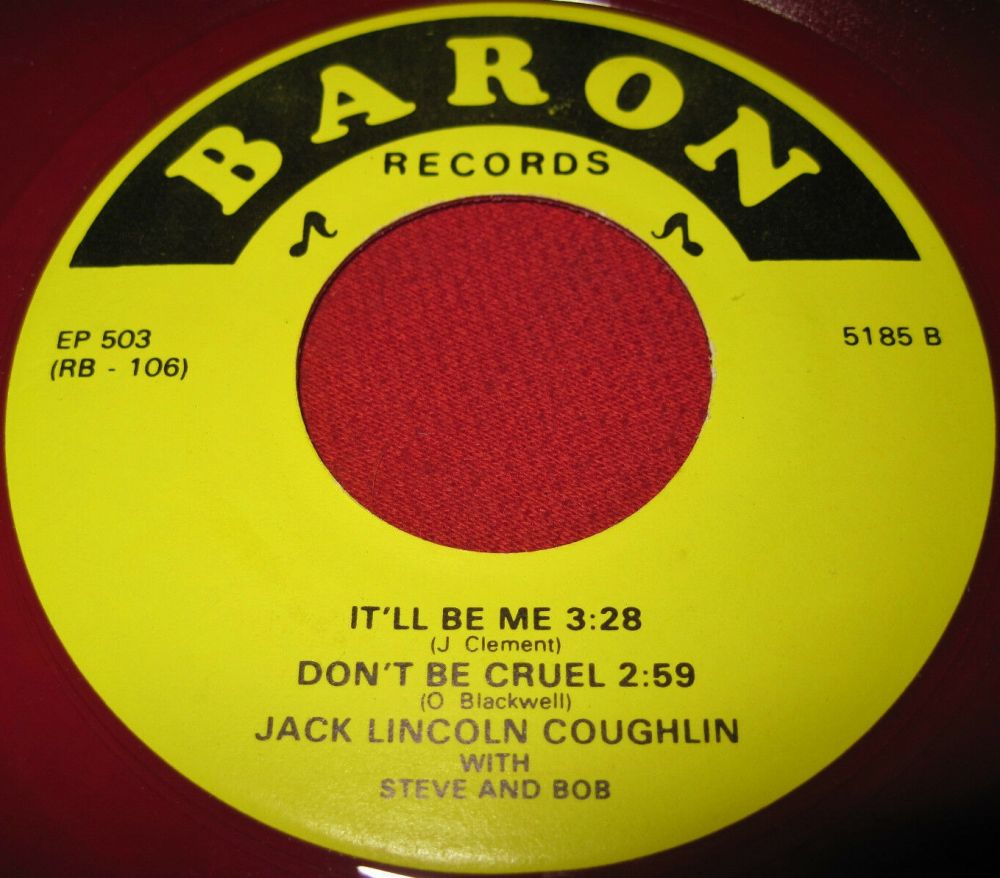 BARON
RECORDS
EP 503
(RB - 106)
5185 B
IT'LL BE ME 3:28
(J Clement)
DON'T BE CRUEL 2:59
(O Blackwell)
JACK LINCOLN COUGHLIN
WITH
STEVE AND BOB